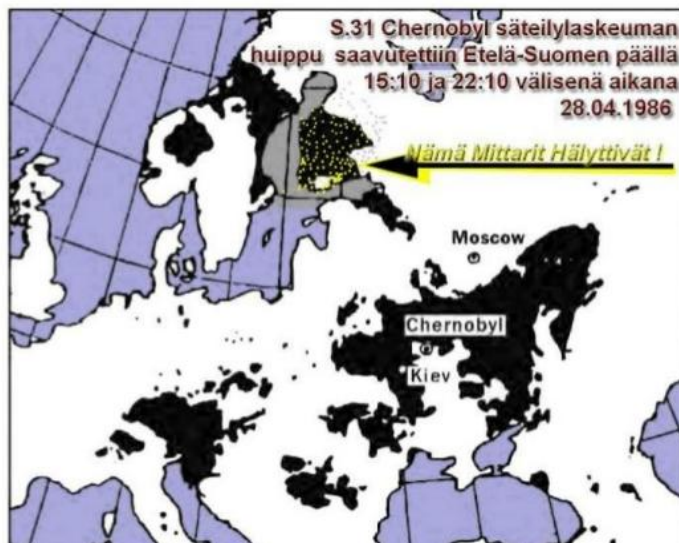 S.31 Chernobyl säteilylaskeuman
huippu saavutettiin Etelä-Suomen päällä
15:10 ja 22:10 välisenä aikana
28.04.1986
Nämä Mittarit Hälyttivät !
Moscow
Chernobyl
Kiev